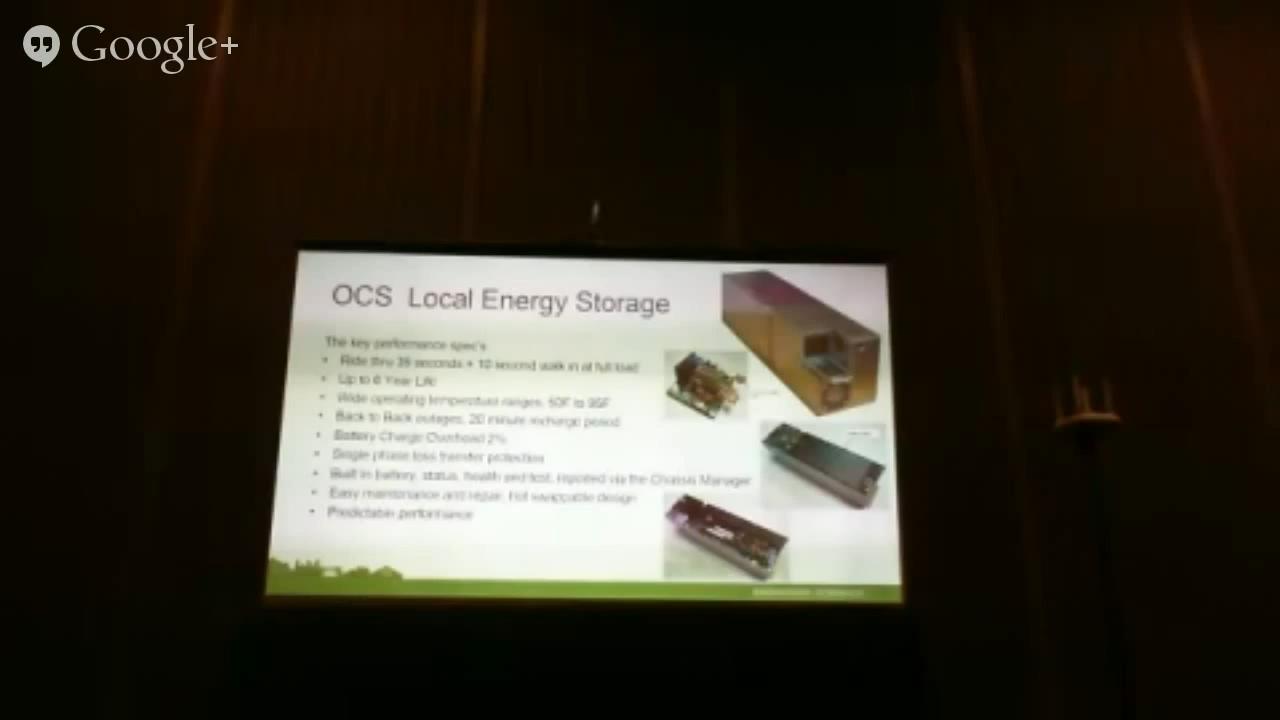 Google+
OCS Local Energy Storage
The key performance spec's
• Ride thru 35 seconds + 10 second walk in at full load
• Up to 6 Year Life
• Wide operating temperature ranges, 50F to 95F
• Back to Back outages, 20 minute recharge period
• Battery Charge Overhead 2%
• Single phase loss transfer protection
• Built in battery, status, health and test, reported via the Chassis Manager
• Easy maintenance and repair, hot swappable design
• Predictable performance